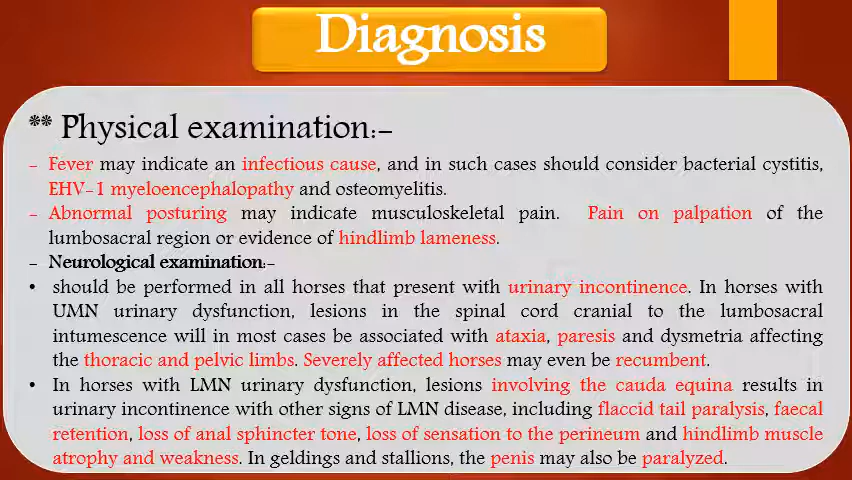 Diagnosis
** Physical examination:-
- Fever may indicate an infectious cause, and in such cases should consider bacterial cystitis,
EHV-1 myeloencephalopathy and osteomyelitis.
- Abnormal posturing may indicate musculoskeletal pain. Pain on palpation of the
lumbosacral region or evidence of hindlimb lameness.
- Neurological examination:-
• should be performed in all horses that present with urinary incontinence. In horses with
UMN urinary dysfunction, lesions in the spinal cord cranial to the lumbosacral
intumescence will in most cases be associated with ataxia, paresis and dysmetria affecting
the thoracic and pelvic limbs. Severely affected horses may even be recumbent.
• In horses with LMN urinary dysfunction, lesions involving the cauda equina results in
urinary incontinence with other signs of LMN disease, including flaccid tail paralysis, faecal
retention, loss of anal sphincter tone, loss of sensation to the perineum and hindlimb muscle
atrophy and weakness. In geldings and stallions, the penis may also be paralyzed.